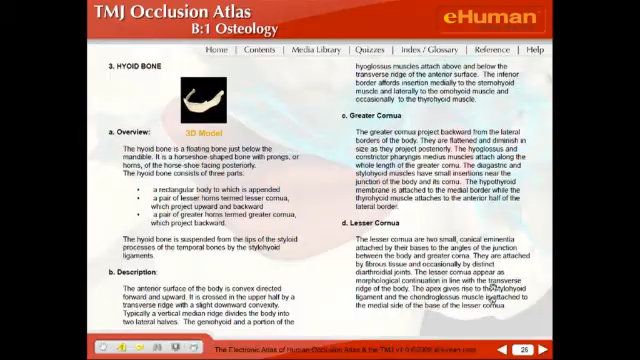 TMJ Occlusion Atlas
B:1 Osteology
eHuman
Home | Contents | Media Library | Quizzes | Index / Glossary | Reference | Help
3. HYOID BONE
3D Model
a. Overview:
The hyoid bone is a floating bone just below the
mandible. It is a horseshoe-shaped bone with prongs, or
horns, of the horse-shoe facing posteriorly.
The hyoid bone consists of three parts:
• a rectangular body to which is appended
• a pair of lesser horns termed lesser cornua,
which project upward and backward
• a pair of greater horns termed greater cornua,
which project backward.
The hyoid bone is suspended from the tips of the styloid
processes of the temporal bones by the stylohyoid
ligaments.
b. Description:
The anterior surface of the body is convex directed
forward and upward. It is crossed in the upper half by a
transverse ridge with a slight downward convexity.
Typically a vertical median ridge divides the body into
two lateral halves. The geniohyoid and a portion of the
hyoglossus muscles attach above and below the
transverse ridge of the anterior surface. The inferior
border affords insertion medially to the sternohyoid
muscle and laterally to the omohyoid muscle and
occasionally to the thyrohyoid muscle.
c. Greater Cornua
The greater cornua project backward from the lateral
borders of the body. They are flattened and diminish in
size as they project posteriorly. The hyoglossus and
constrictor pharyngis medius muscles attach along the
whole length of the greater cornu. The diagastric and
stylohyoid muscles have small insertions near the
junction of the body and its cornu. The hypothyroid
membrane is attached to the medial border while the
thyrohyoid muscle attaches to the anterior half of the
lateral border.
d. Lesser Cornua
The lesser cornua are two small, conical eminentia
attached by their bases to the angles of the junction
between the body and greater cornua. They are attached
by fibrous tissue and occasionally by distinct
diarthroidal joints. The lesser cornua appear as
morphological continuation in line with the transverse
ridge of the body. The apex gives rise to the stylohyoid
ligament and the chondroglossus muscle is attached to
the medial side of the base of the lesser cornua
The Electronic Atlas of Human Occlusion & the TMJ v4.0 ©2009 eHuman.com
26